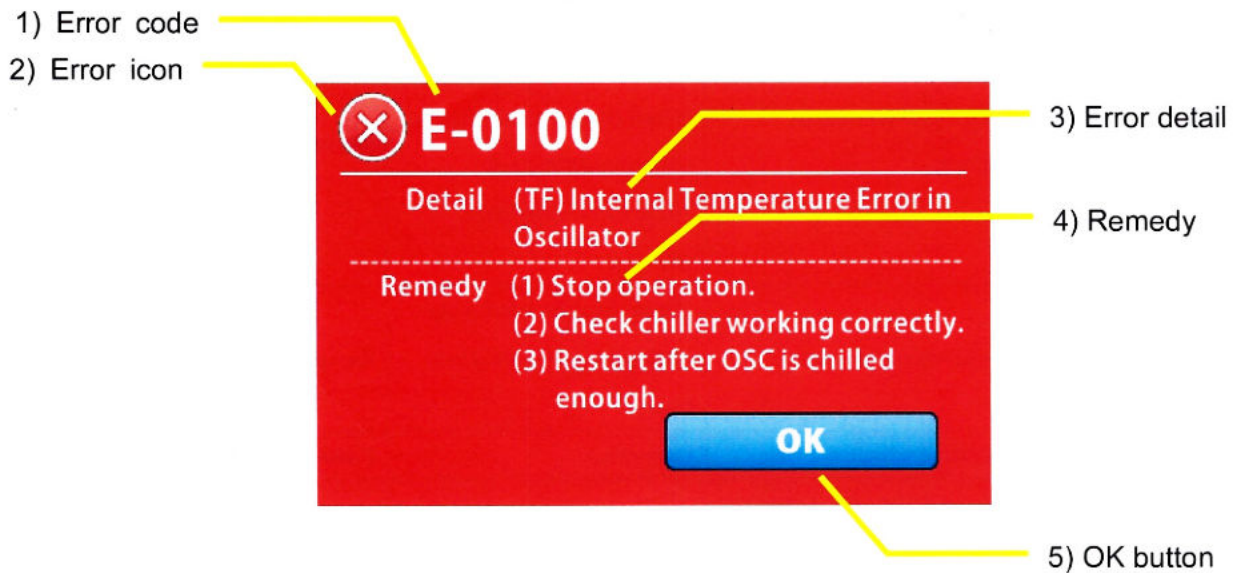 1) Error code
2) Error icon
E-0100
3) Error detail
Detail (TF) Internal Temperature Error in
Oscillator
4) Remedy
Remedy (1) Stop operation.
(2) Check chiller working correctly.
(3) Restart after OSC is chilled
enough.
OK
5) OK button